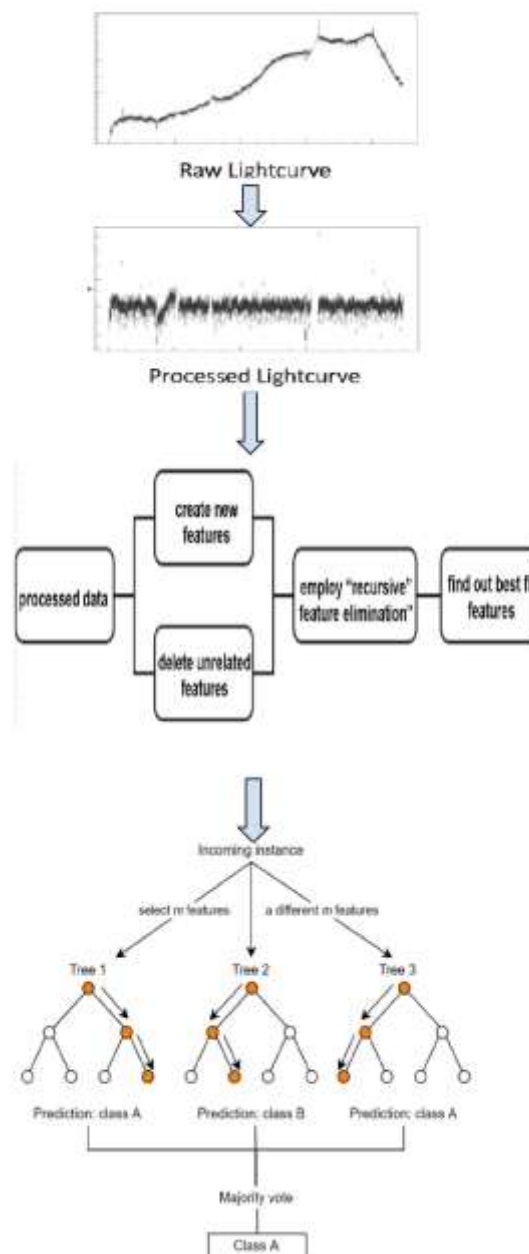 Raw Lightcurve
Processed Lightcurve
create new
features
processed data
employ “recursive”
feature elimination”
find out best f
features
delete unrelated
features
Incoming instance
select m features
a different m features
Tree 1
Tree 2
Tree 3
Prediction: class A
Prediction: class B
Prediction: class A
Majority vote
Class A